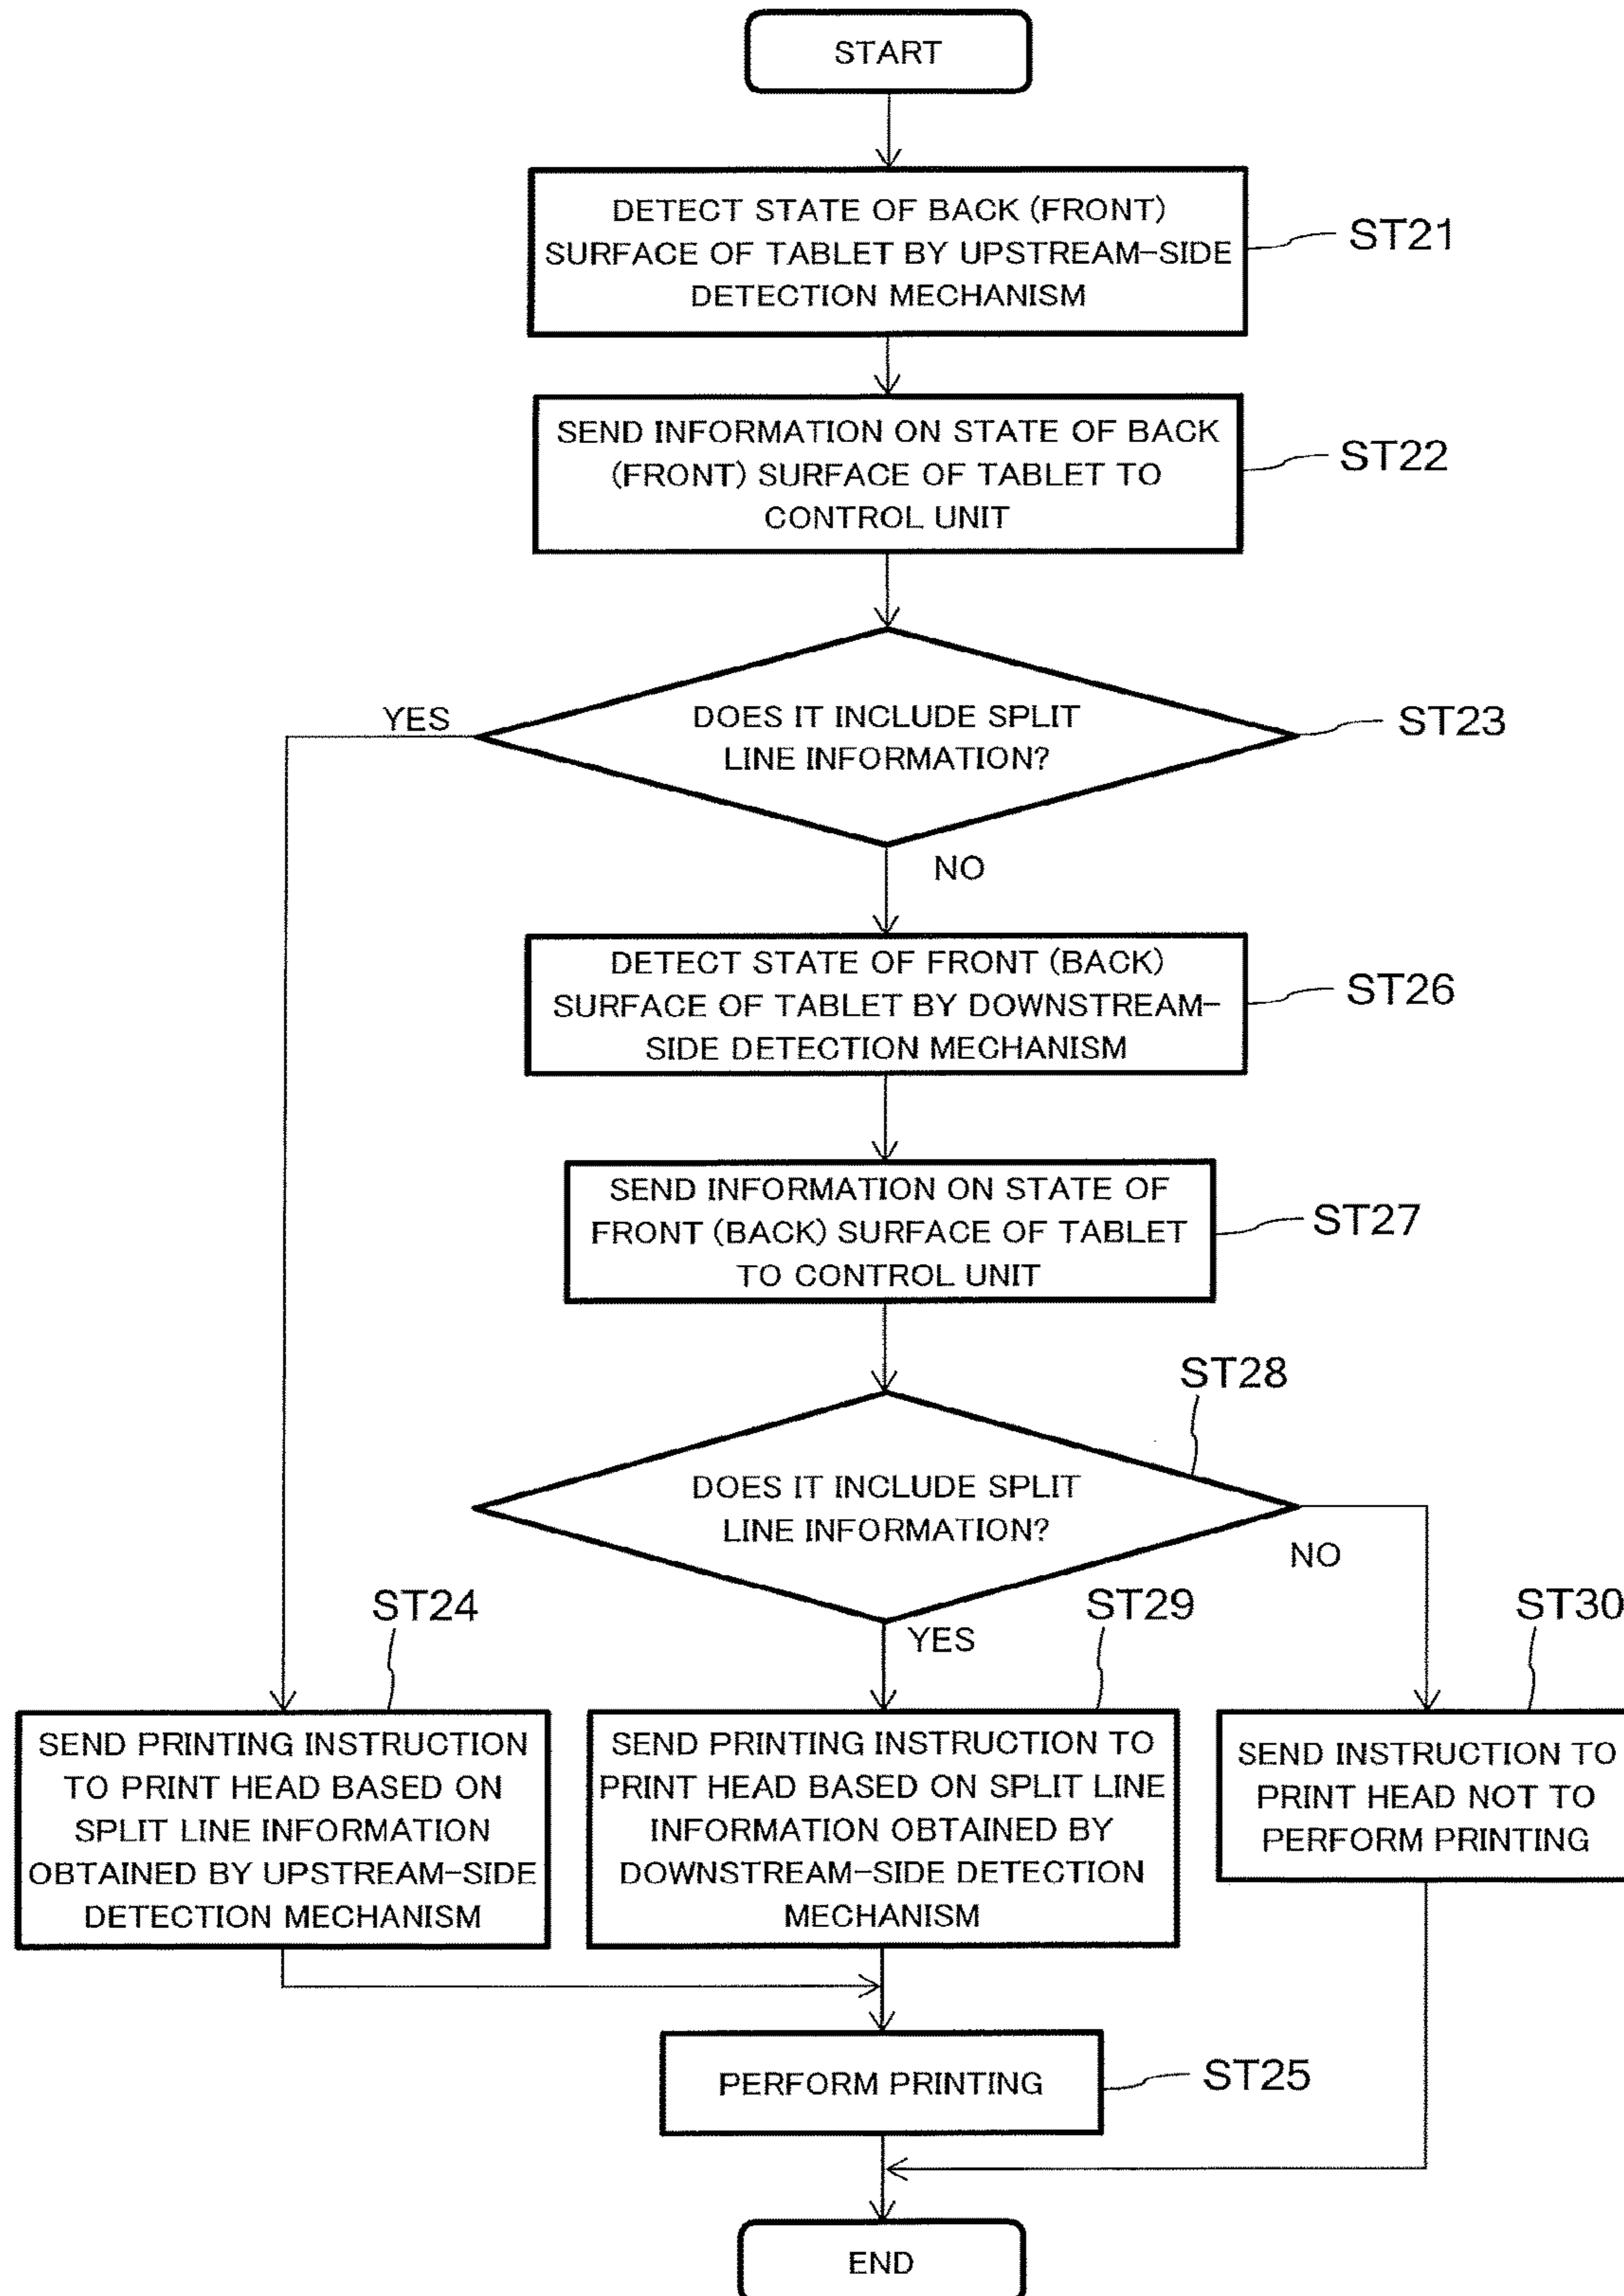 START
DETECT STATE OF BACK (FRONT)
SURFACE OF TABLET BY UPSTREAM-SIDE
DETECTION MECHANISM
ST21
SEND INFORMATION ON STATE OF BACK
(FRONT) SURFACE OF TABLET TO
CONTROL UNIT
ST22
YES
DOES IT INCLUDE SPLIT
LINE INFORMATION?
ST23
NO
DETECT STATE OF FRONT (BACK)
SURFACE OF TABLET BY DOWNSTREAM-
SIDE DETECTION MECHANISM
ST26
SEND INFORMATION ON STATE OF
FRONT (BACK) SURFACE OF TABLET
TO CONTROL UNIT
ST27
ST28
DOES IT INCLUDE SPLIT
LINE INFORMATION?
NO
YES
ST24
SEND PRINTING INSTRUCTION
TO PRINT HEAD BASED ON
SPLIT LINE INFORMATION
OBTAINED BY UPSTREAM-SIDE
DETECTION MECHANISM
ST29
SEND PRINTING INSTRUCTION TO
PRINT HEAD BASED ON SPLIT LINE
INFORMATION OBTAINED BY
DOWNSTREAM-SIDE DETECTION
MECHANISM
ST30
SEND INSTRUCTION TO
PRINT HEAD NOT TO
PERFORM PRINTING
PERFORM PRINTING
ST25
END